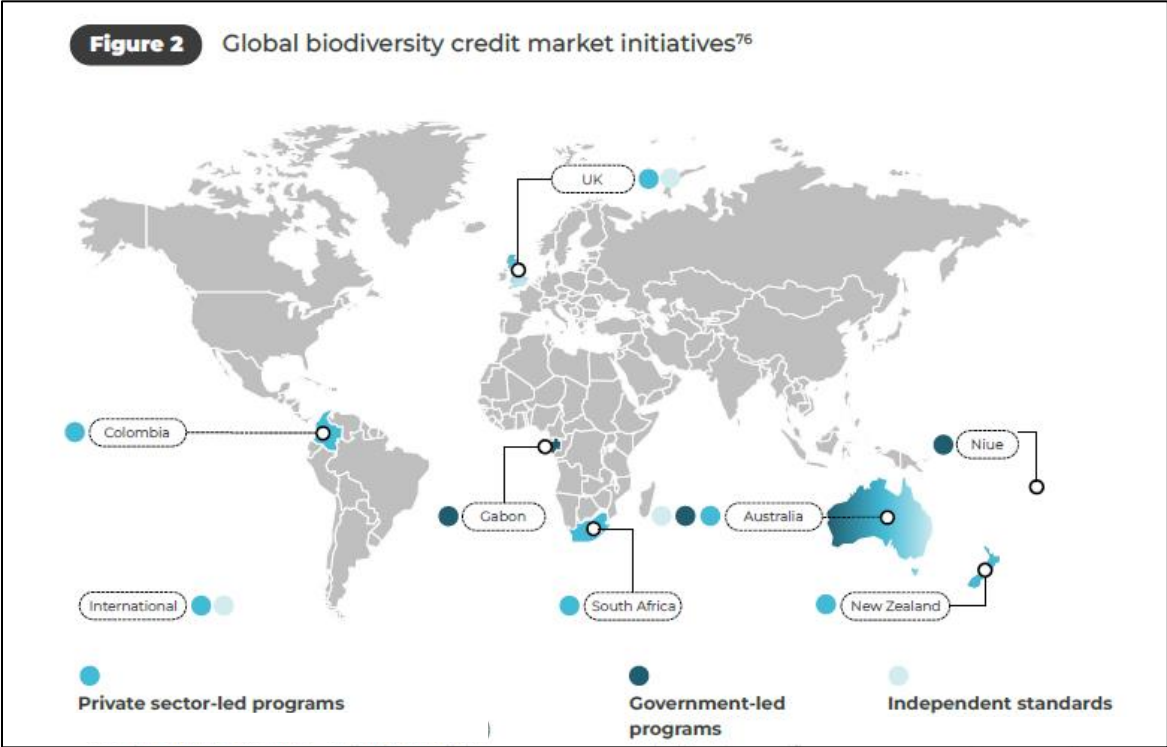 Figure 2 Global biodiversity credit market initiatives⁷⁶
UK
Colombia
Niue
Gabon
Australia
International
South Africa
New Zealand
Private sector-led programs
Government-led
programs
Independent standards